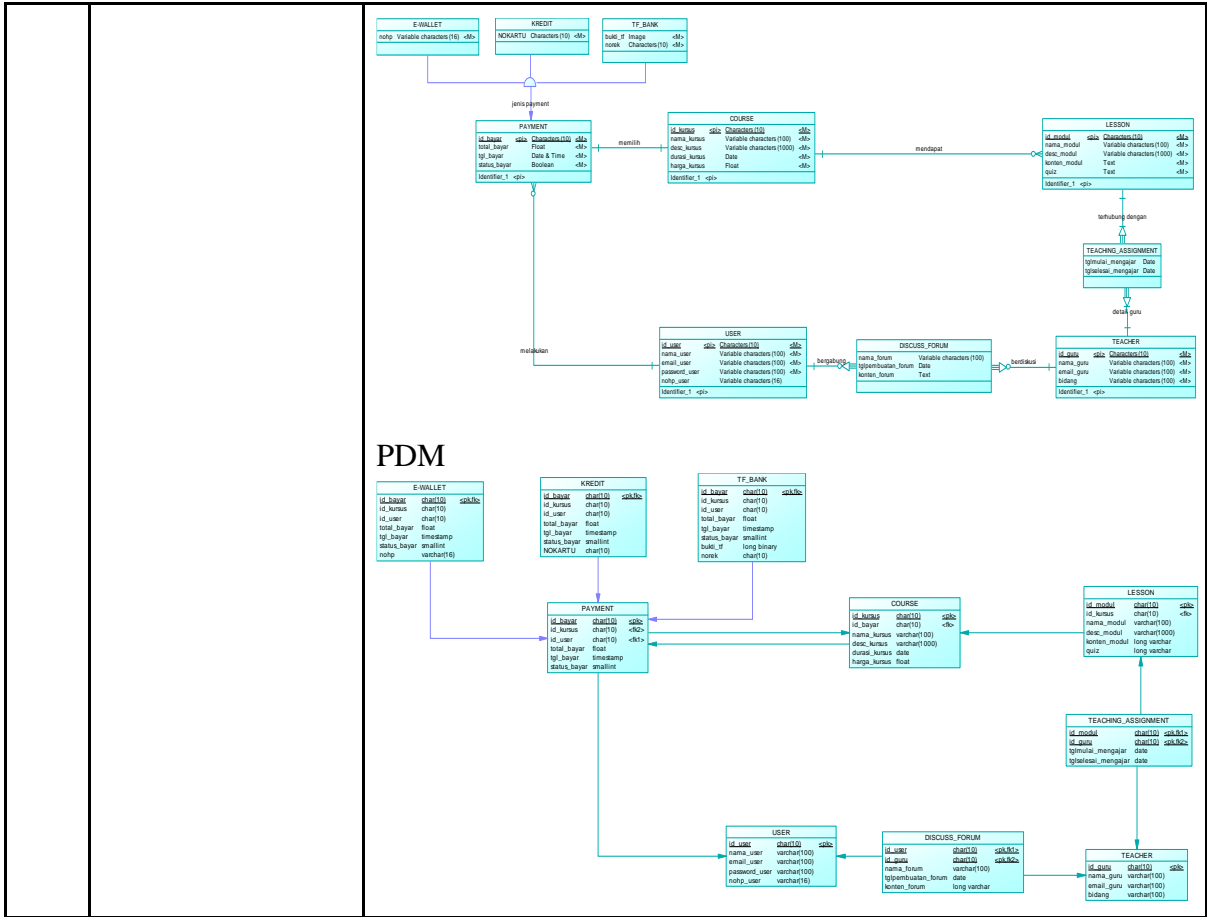 E-WALLET
nohp Variable characters (16) <M>
KREDIT
NOKARTU Characters (10) <M>
TF_BANK
bukti_tf Image <M>
norek Characters (10) <M>
jenis payment
PAYMENT
id_bayar <pi> Characters (10) <M>
total_bayar Float <M>
tgl_bayar Date & Time <M>
status_bayar Boolean <M>
Identifier_1 <pi>
memilih
COURSE
id_kursus <pi> Characters (10) <M>
nama_kursus Variable characters (100) <M>
desc_kursus Variable characters (1000) <M>
durasi_kursus Date <M>
harga_kursus Float <M>
Identifier_1 <pi>
mendapat
LESSON
id_modul <pi> Characters (10) <M>
nama_modul Variable characters (100) <M>
desc_modul Variable characters (1000) <M>
konten_modul Text <M>
quiz Text <M>
Identifier_1 <pi>
terhubung dengan
TEACHING_ASSIGNMENT
tglmulai_mengajar Date
tglselesai_mengajar Date
detail guru
melakukan
USER
id_user <pi> Characters (10) <M>
nama_user Variable characters (100) <M>
email_user Variable characters (100) <M>
password_user Variable characters (100) <M>
nohp_user Variable characters (16)
Identifier_1 <pi>
bergabung
DISCUSS_FORUM
nama_forum Variable characters (100)
tglpembuatan_forum Date
konten_forum Text
berdiskusi
TEACHER
id_guru <pi> Characters (10) <M>
nama_guru Variable characters (100) <M>
email_guru Variable characters (100) <M>
bidang Variable characters (100) <M>
Identifier_1 <pi>
PDM
E-WALLET
id_bayar char(10) <pk,fk>
id_kursus char(10)
id_user char(10)
total_bayar float
tgl_bayar timestamp
status_bayar smallint
nohp varchar(16)
KREDIT
id_bayar char(10) <pk,fk>
id_kursus char(10)
id_user char(10)
total_bayar float
tgl_bayar timestamp
status_bayar smallint
NOKARTU char(10)
TF_BANK
id_bayar char(10) <pk,fk>
id_kursus char(10)
id_user char(10)
total_bayar float
tgl_bayar timestamp
status_bayar smallint
bukti_tf long binary
norek char(10)
PAYMENT
id_bayar char(10) <pk>
id_kursus char(10) <fk2>
id_user char(10) <fk1>
total_bayar float
tgl_bayar timestamp
status_bayar smallint
COURSE
id_kursus char(10) <pk>
id_bayar char(10) <fk>
nama_kursus varchar(100)
desc_kursus varchar(1000)
durasi_kursus date
harga_kursus float
LESSON
id_modul char(10) <pk>
id_kursus char(10) <fk>
nama_modul varchar(100)
desc_modul varchar(1000)
konten_modul long varchar
quiz long varchar
TEACHING_ASSIGNMENT
id_modul char(10) <pk,fk1>
id_guru char(10) <pk,fk2>
tglmulai_mengajar date
tglselesai_mengajar date
USER
id_user char(10) <pk>
nama_user varchar(100)
email_user varchar(100)
password_user varchar(100)
nohp_user varchar(16)
DISCUSS_FORUM
id_user char(10) <pk,fk1>
id_guru char(10) <pk,fk2>
nama_forum varchar(100)
tglpembuatan_forum date
konten_forum long varchar
TEACHER
id_guru char(10) <pk>
nama_guru varchar(100)
email_guru varchar(100)
bidang varchar(100)